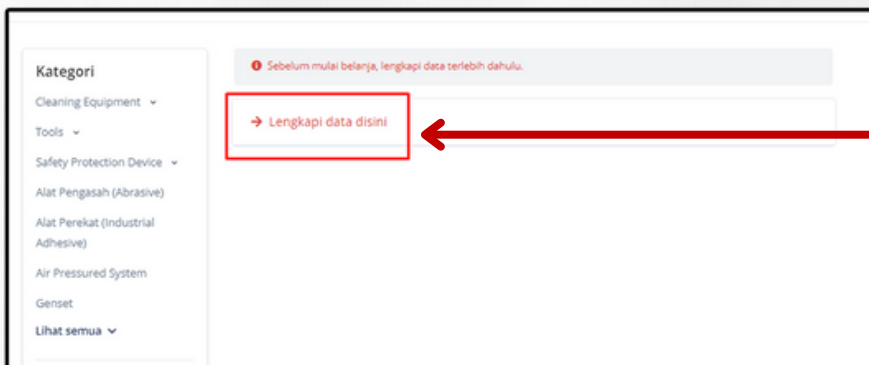 Kategori
Cleaning Equipment
Tools
Safety Protection Device
Alat Pengasah (Abrasive)
Alat Perekat (Industrial
Adhesive)
Air Pressured System
Genset
Lihat semua
Sebelum mulai belanja, lengkapi data terlebih dahulu.
→ Lengkapi data disini